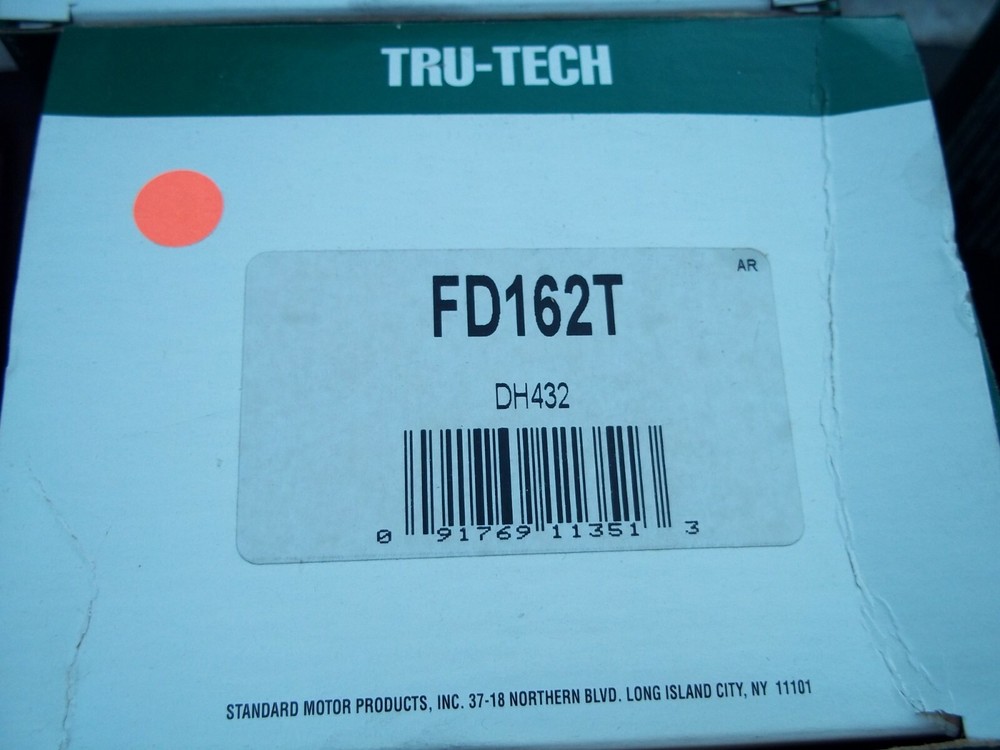 TRU-TECH
AR
FD162T
DH432
0 91769 11351 3
STANDARD MOTOR PRODUCTS, INC. 37-18 NORTHERN BLVD. LONG ISLAND CITY, NY 11101